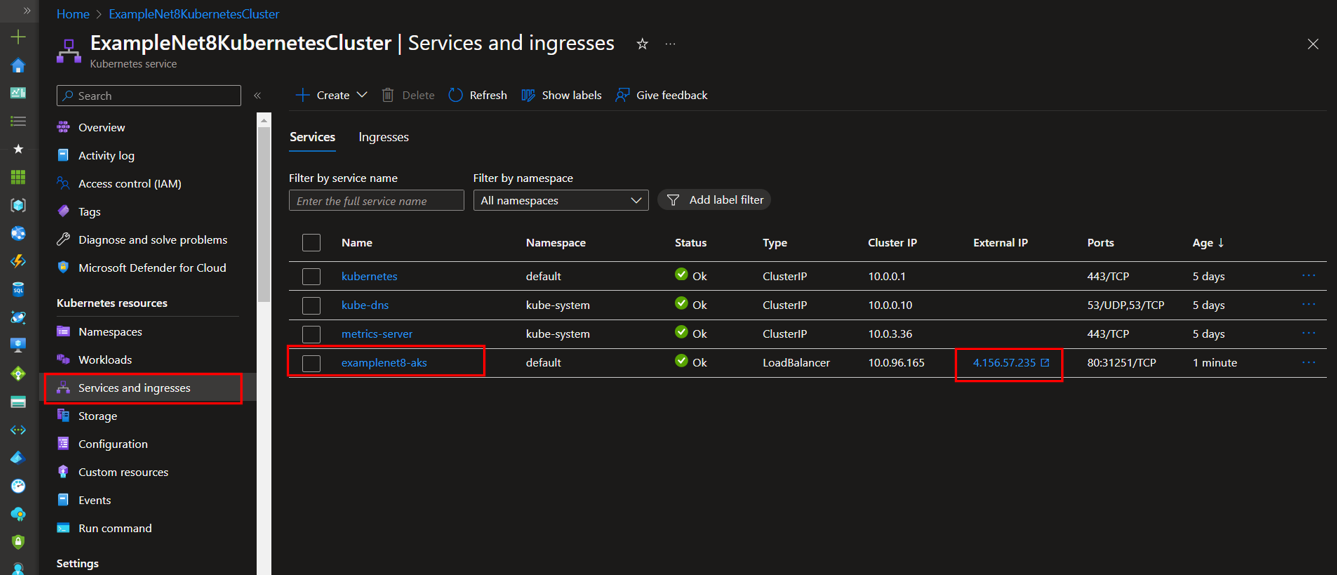 Home > ExampleNet8KubernetesCluster
ExampleNet8KubernetesCluster | Services and ingresses
Kubernetes service
Search
Create Delete Refresh Show labels Give feedback
Overview
Activity log
Access control (IAM)
Tags
Diagnose and solve problems
Microsoft Defender for Cloud
Kubernetes resources
Namespaces
Workloads
Services and ingresses
Storage
Configuration
Custom resources
Events
Run command
Settings
Services Ingresses
Filter by service name Filter by namespace
Enter the full service name All namespaces Add label filter
Name Namespace Status Type Cluster IP External IP Ports Age ↓
kubernetes default Ok ClusterIP 10.0.0.1 443/TCP 5 days
kube-dns kube-system Ok ClusterIP 10.0.0.10 53/UDP,53/TCP 5 days
metrics-server kube-system Ok ClusterIP 10.0.3.36 443/TCP 5 days
examplenet8-aks default Ok LoadBalancer 10.0.96.165 4.156.57.235 80:31251/TCP 1 minute